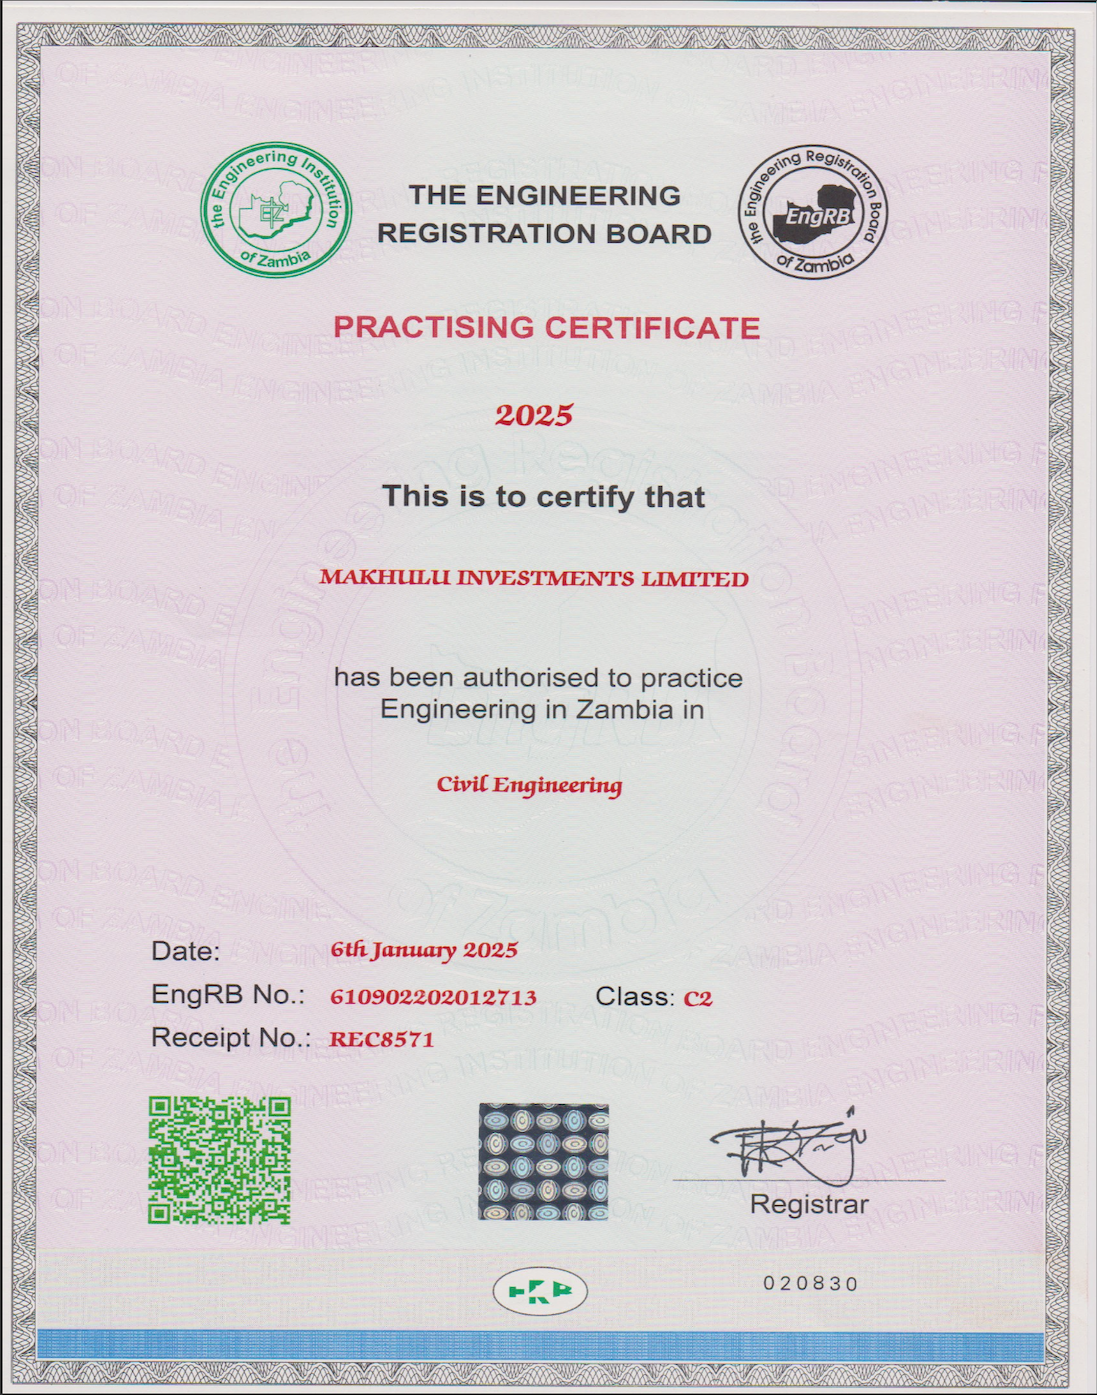 the Engineering Institution of Zambia
EIZ
THE ENGINEERING
REGISTRATION BOARD
the Engineering Registration Board of Zambia
EngRB
PRACTISING CERTIFICATE
2025
This is to certify that
MAKHULU INVESTMENTS LIMITED
has been authorised to practice
Engineering in Zambia in
Civil Engineering
Date: 6th January 2025
EngRB No.: 610902202012713 Class: C2
Receipt No.: REC8571
Registrar
020830